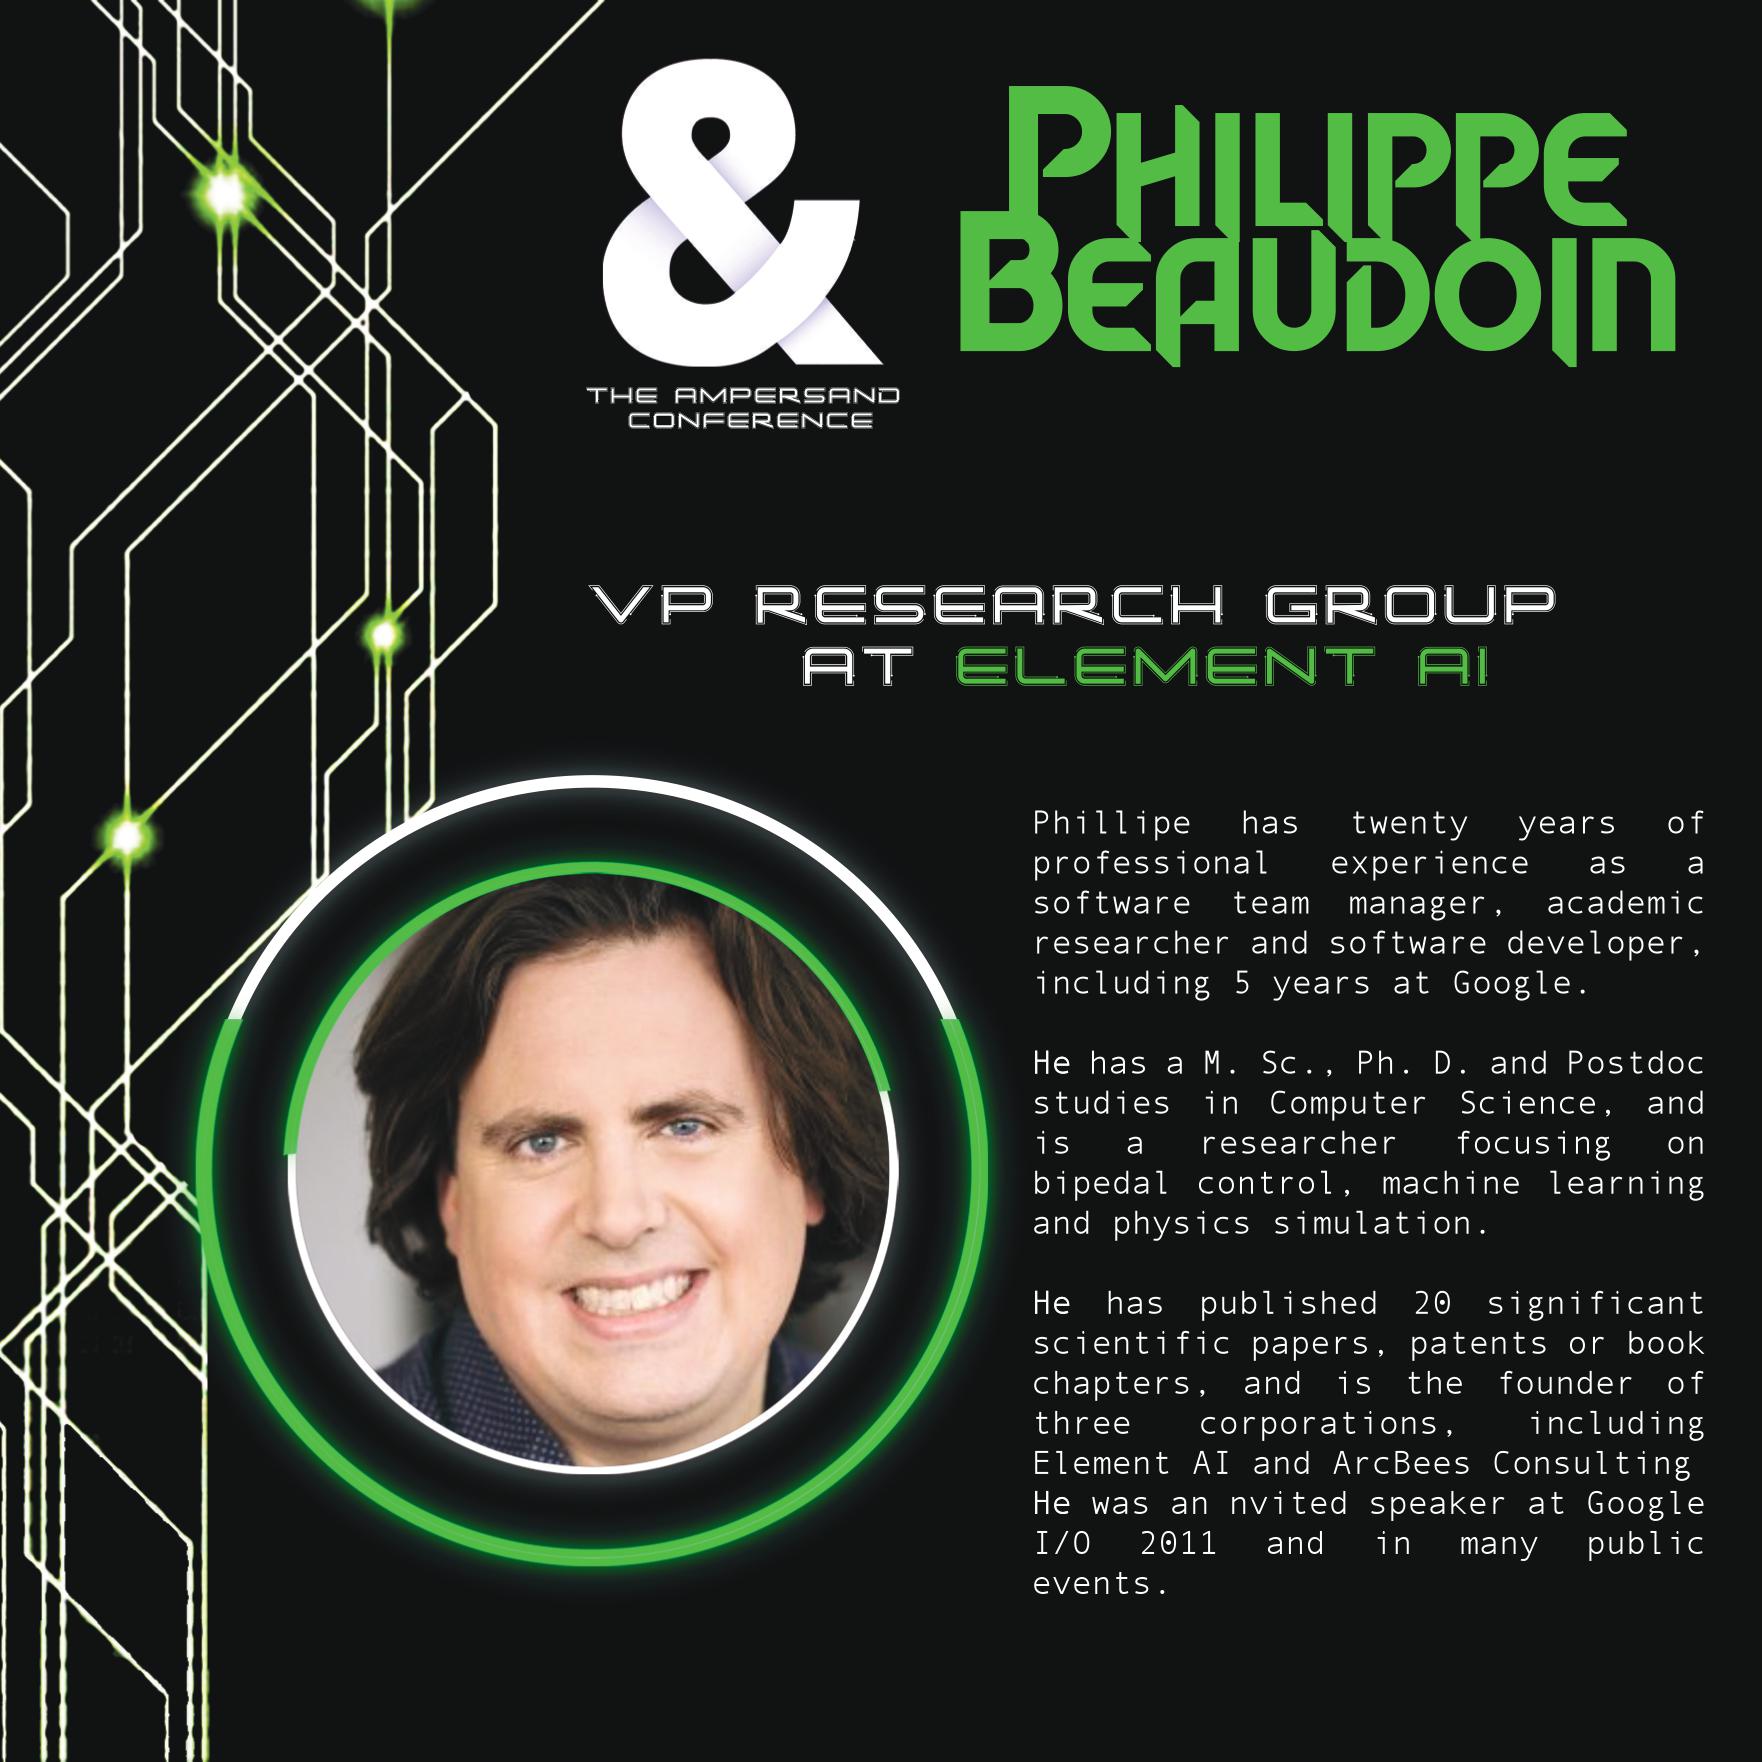 &
THE AMPERSAND
CONFERENCE
PHILIPPE
BEAUDOIN
VP RESEARCH GROUP
AT ELEMENT AI
Phillipe has twenty years of
professional experience as a
software team manager, academic
researcher and software developer,
including 5 years at Google.
He has a M. Sc., Ph. D. and Postdoc
studies in Computer Science, and
is a researcher focusing on
bipedal control, machine learning
and physics simulation.
He has published 20 significant
scientific papers, patents or book
chapters, and is the founder of
three corporations, including
Element AI and ArcBees Consulting
He was an nvited speaker at Google
I/O 2011 and in many public
events.